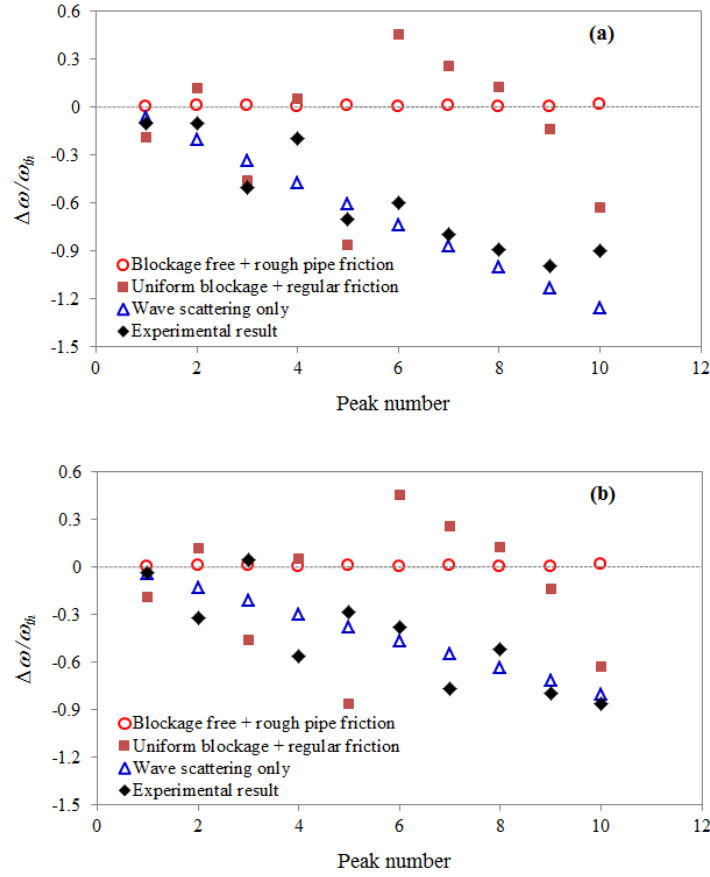 (a)
0.6
0.3
0
-0.3
-0.6
-0.9
-1.2
-1.5
Δω/ω_th
Blockage free + rough pipe friction
Uniform blockage + regular friction
Wave scattering only
Experimental result
0 2 4 6 8 10 12
Peak number
(b)
0.6
0.3
0
-0.3
-0.6
-0.9
-1.2
-1.5
Δω/ω_th
Blockage free + rough pipe friction
Uniform blockage + regular friction
Wave scattering only
Experimental result
0 2 4 6 8 10 12
Peak number